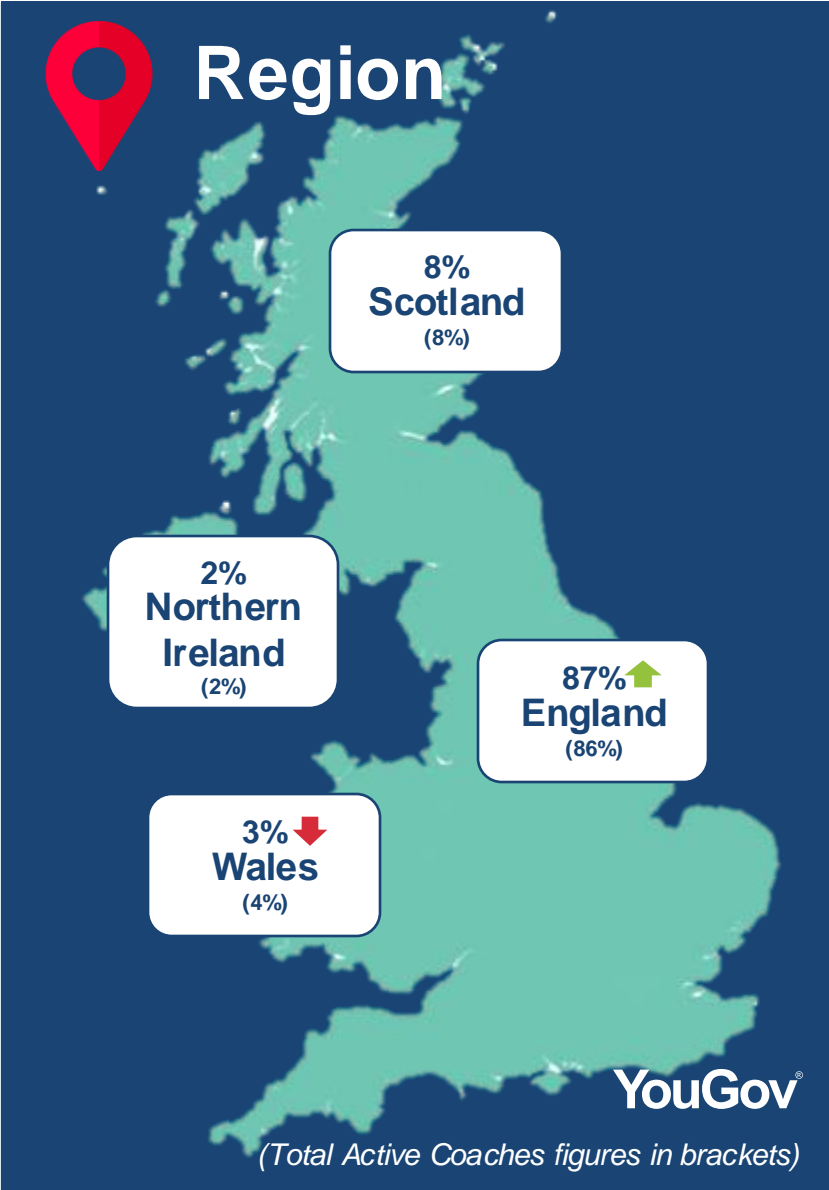 Region
8%
Scotland
(8%)
2%
Northern
Ireland
(2%)
87%
England
(86%)
3%
Wales
(4%)
YouGov®
(Total Active Coaches figures in brackets)